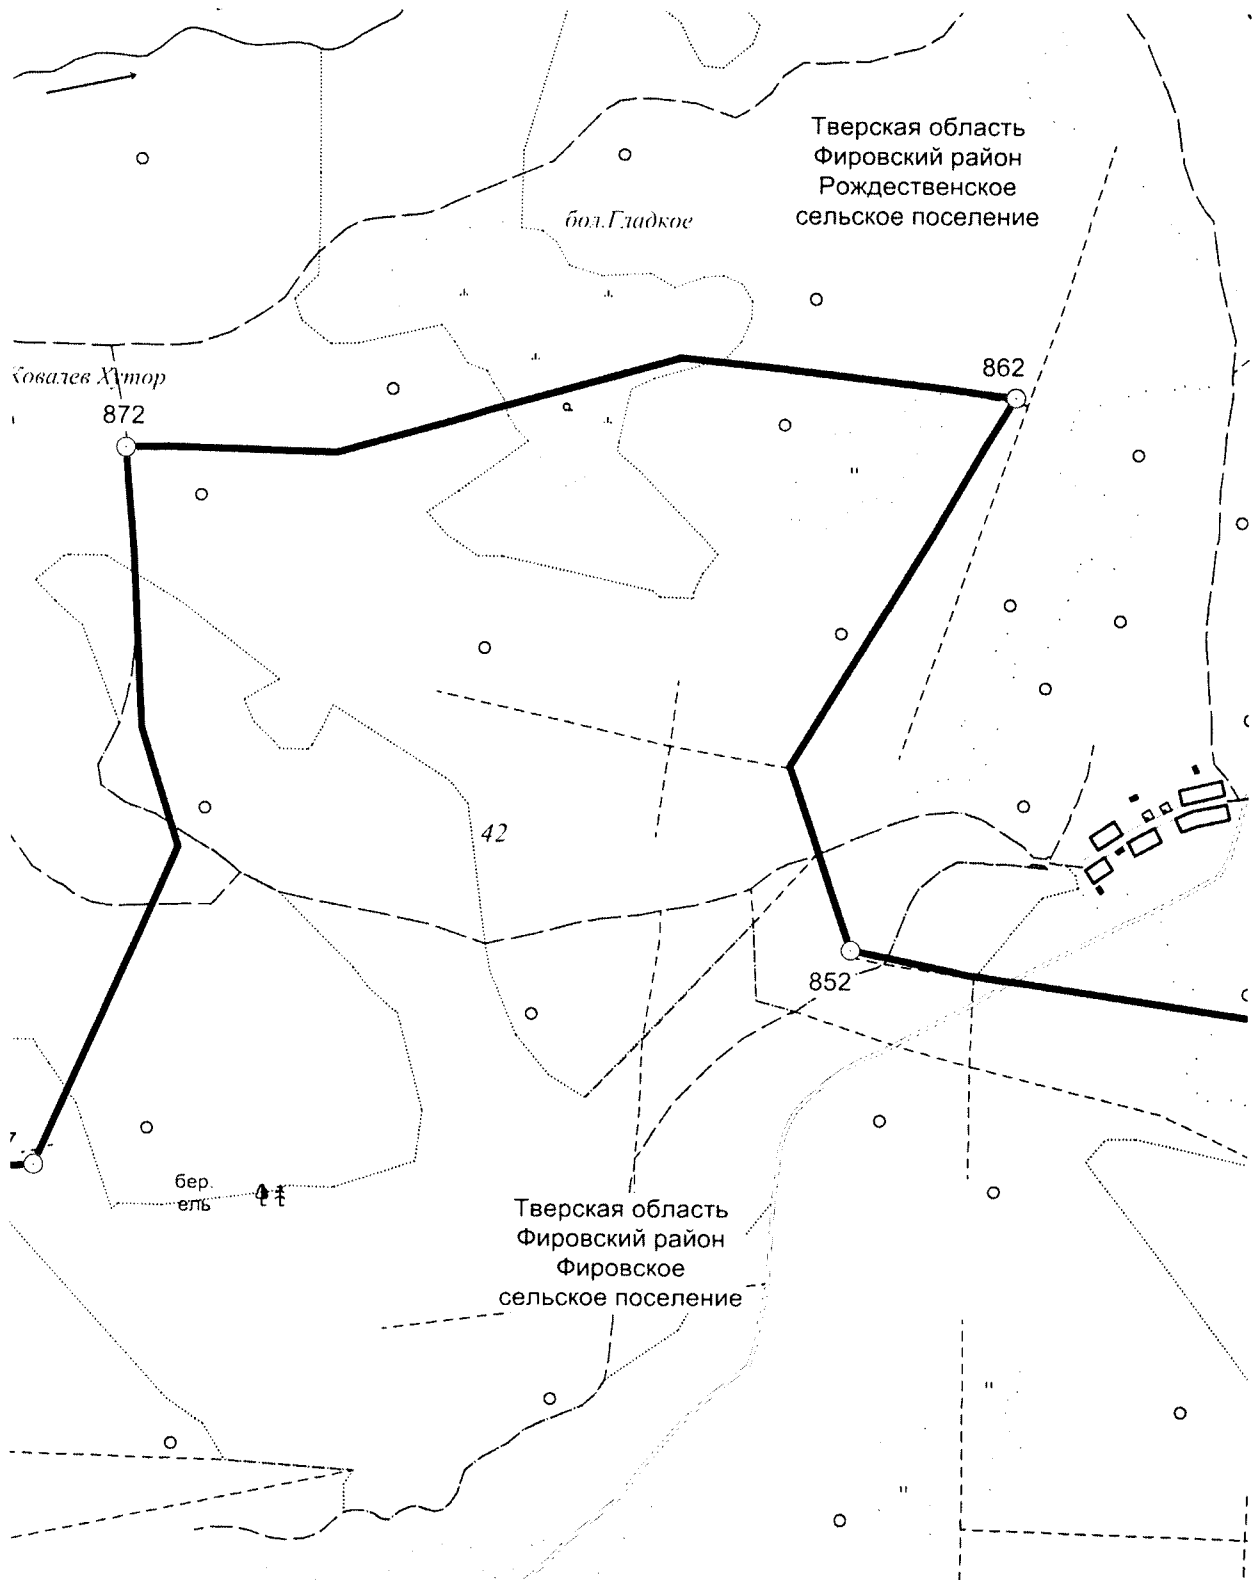 Тверская область
Фировский район
Рождественское
сельское поселение
бол.Гладкое
862
Ковалев Хутор
872
42
852
бер.
ель
Тверская область
Фировский район
Фировское
сельское поселение